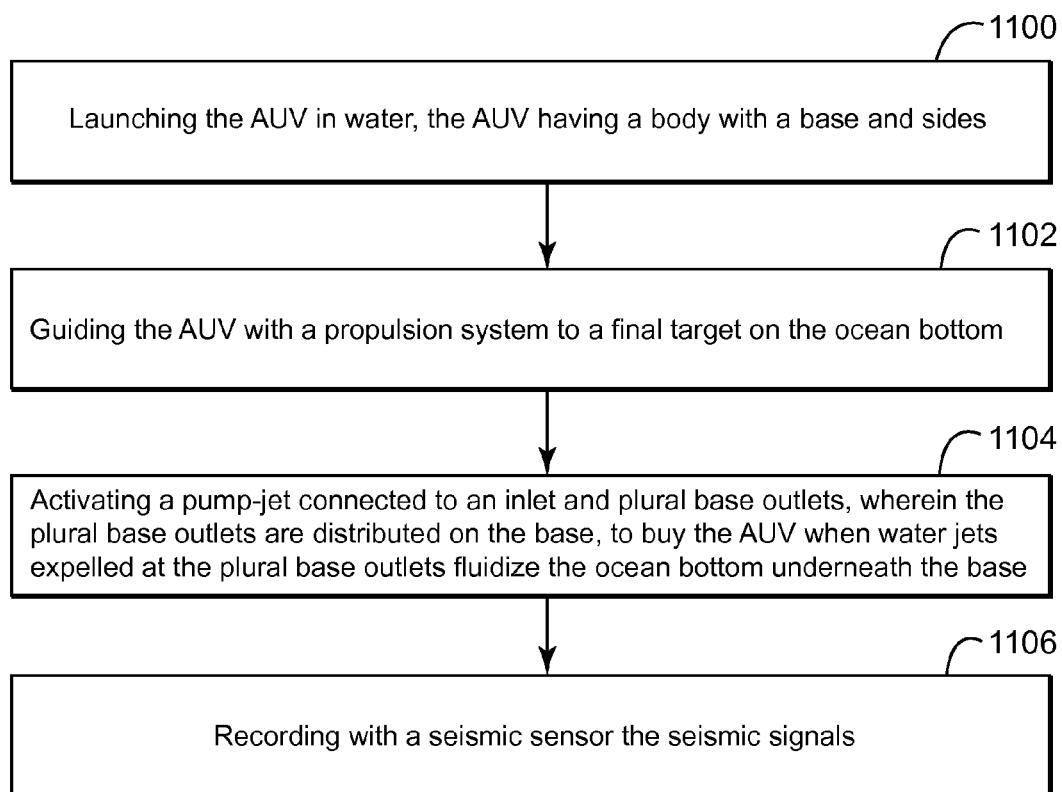 1100
Launching the AUV in water, the AUV having a body with a base and sides
1102
Guiding the AUV with a propulsion system to a final target on the ocean bottom
1104
Activating a pump-jet connected to an inlet and plural base outlets, wherein the
plural base outlets are distributed on the base, to buy the AUV when water jets
expelled at the plural base outlets fluidize the ocean bottom underneath the base
1106
Recording with a seismic sensor the seismic signals